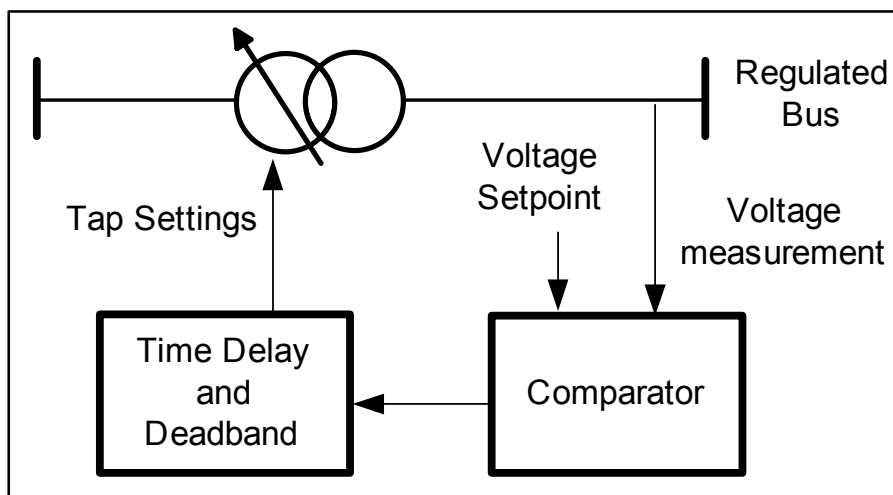 Regulated
Bus
Voltage
Setpoint
Tap Settings
Voltage
measurement
Time Delay
and
Deadband
Comparator